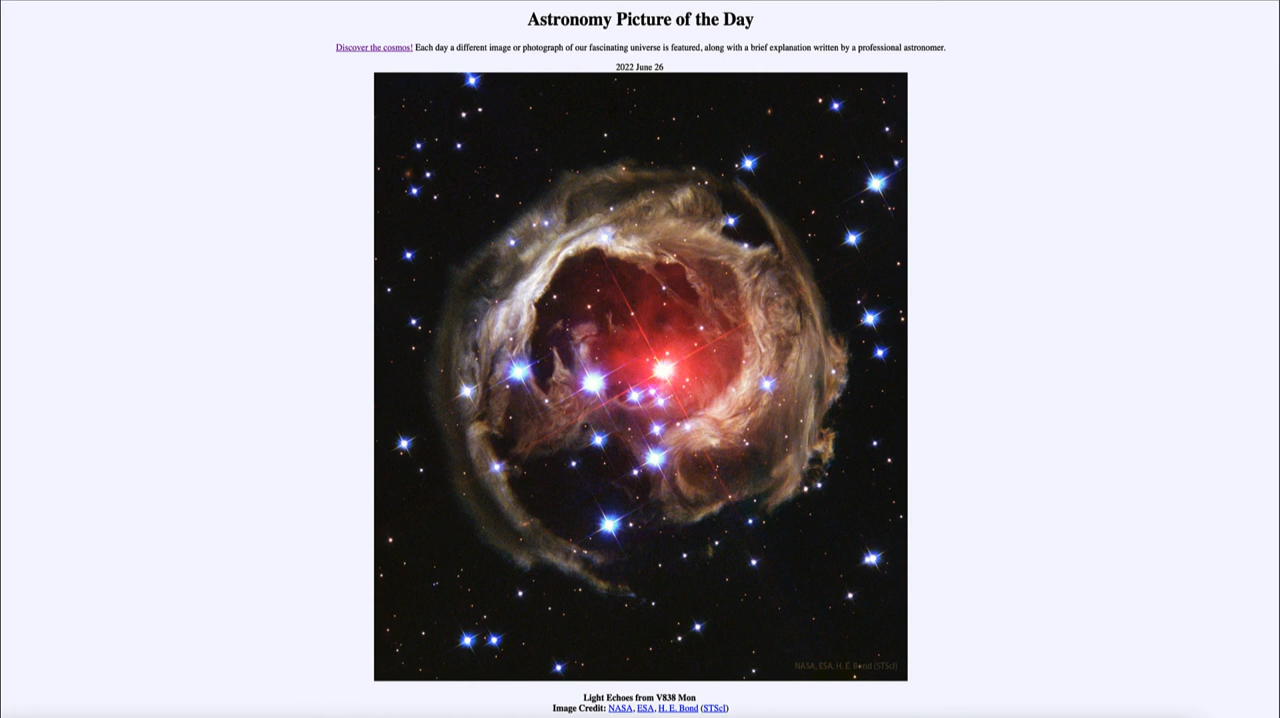 Astronomy Picture of the Day
Discover the cosmos! Each day a different image or photograph of our fascinating universe is featured, along with a brief explanation written by a professional astronomer.
2022 June 26
NASA, ESA, H. E. Bond (STScI)
Light Echoes from V838 Mon
Image Credit: NASA, ESA, H. E. Bond (STScI)